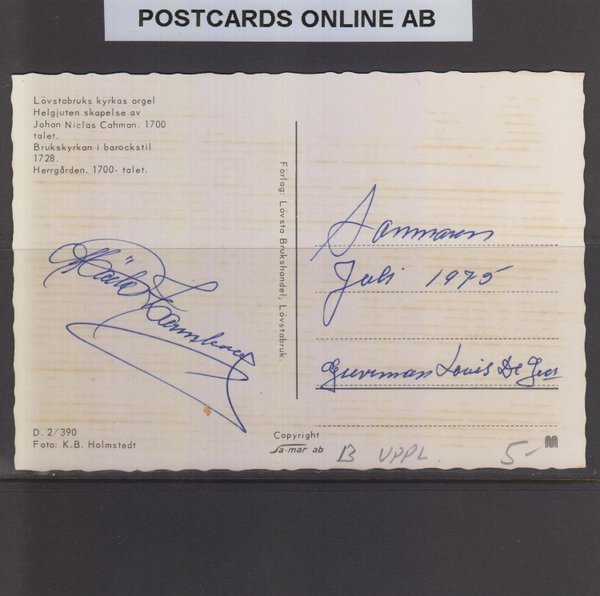 POSTCARDS ONLINE AB
Lövstabruks kyrkas orgel
Helgjuten skapelse av
Johan Niclas Cahman. 1700
talet.
Brukskyrkan i barockstil
1728.
Herrgården. 1700- talet.
Förlag: Lövsta Brukshandel, Lövstabruk.
Sommaren
Juli 1975
Louis De Geer
D. 2/390
Foto: K.B. Holmstedt
Copyright
Sa-mar ab
B UPPL.
5-
M